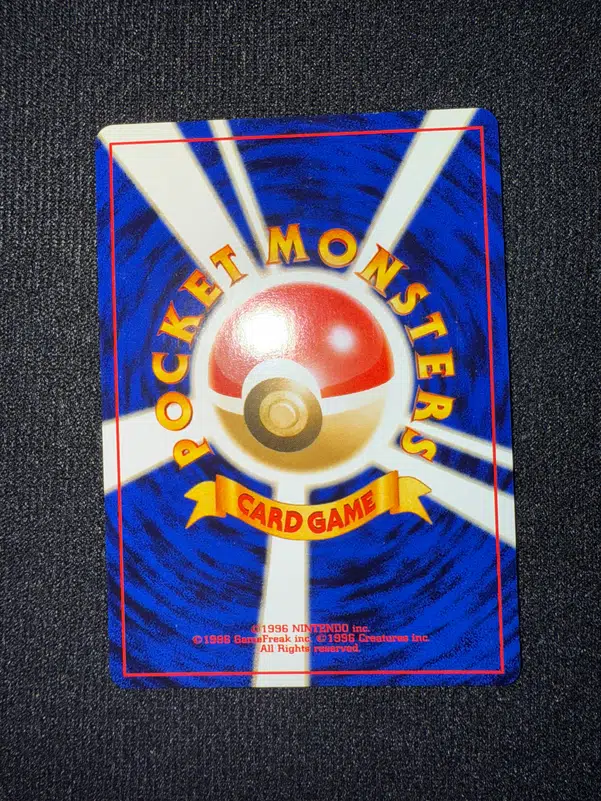 POCKET MONSTERS
CARD GAME
©1996 NINTENDO inc.
©1996 GameFreak inc. ©1996 Creatures inc.
All Rights reserved.